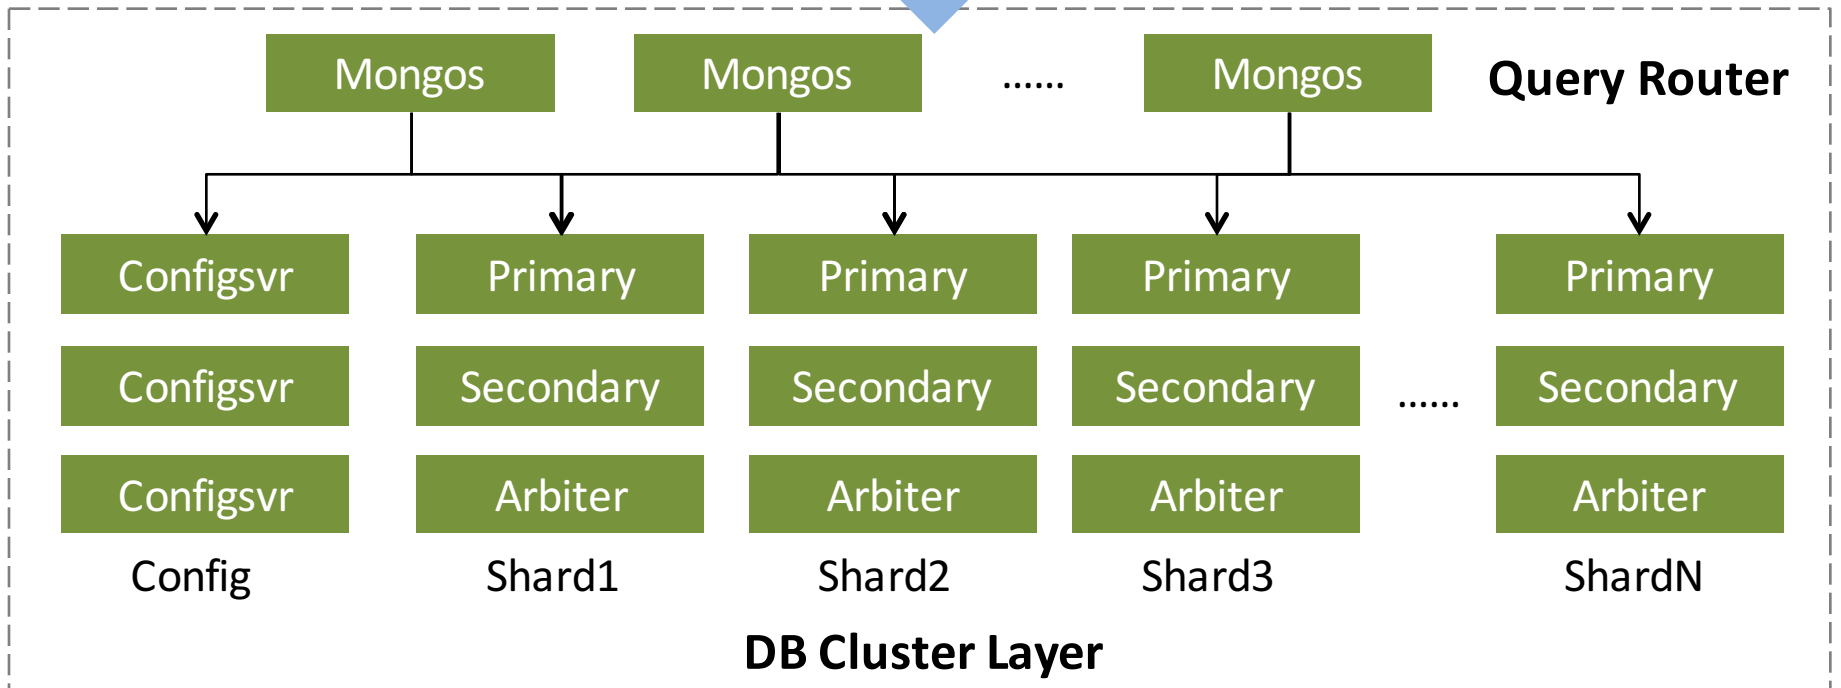 Mongos Mongos ...... Mongos Query Router
Configsvr Primary Primary Primary Primary
Configsvr Secondary Secondary Secondary ...... Secondary
Configsvr Arbiter Arbiter Arbiter Arbiter
Config Shard1 Shard2 Shard3 ShardN
DB Cluster Layer